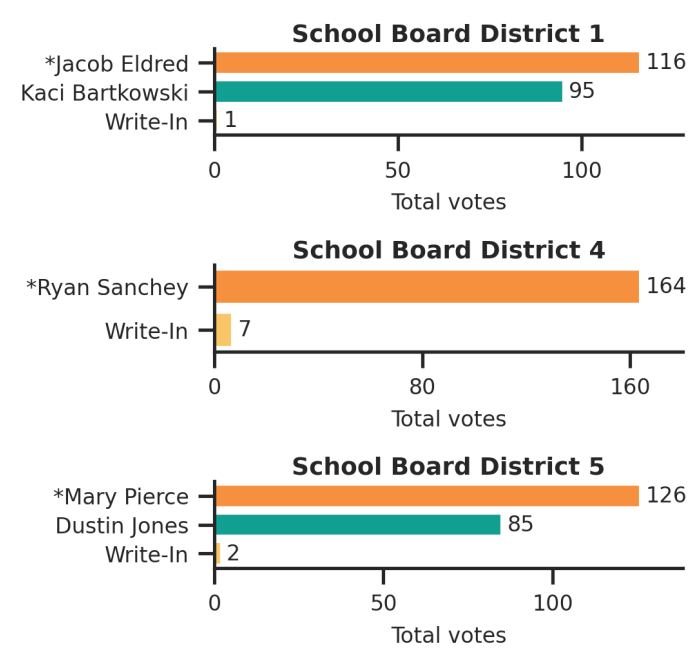 School Board District 1
*Jacob Eldred 116
Kaci Bartkowski 95
Write-In 1
0 50 100
Total votes
School Board District 4
*Ryan Sanchey 164
Write-In 7
0 80 160
Total votes
School Board District 5
*Mary Pierce 126
Dustin Jones 85
Write-In 2
0 50 100
Total votes